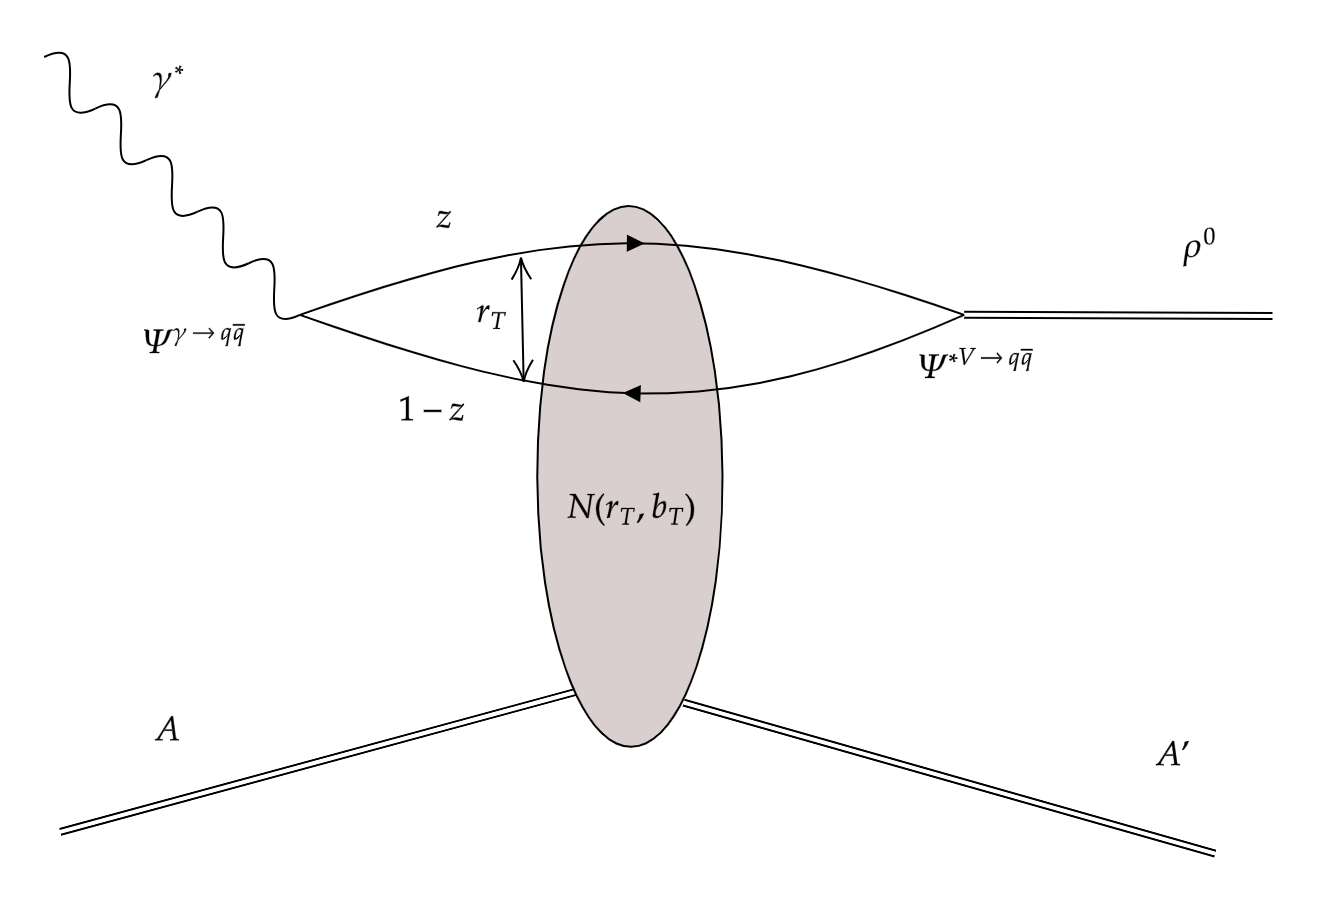 γ*
z
ρ⁰
r_T
Ψ^{γ → qq̅}
Ψ^{*V → qq̅}
1 – z
N(r_T, b_T)
A
A′